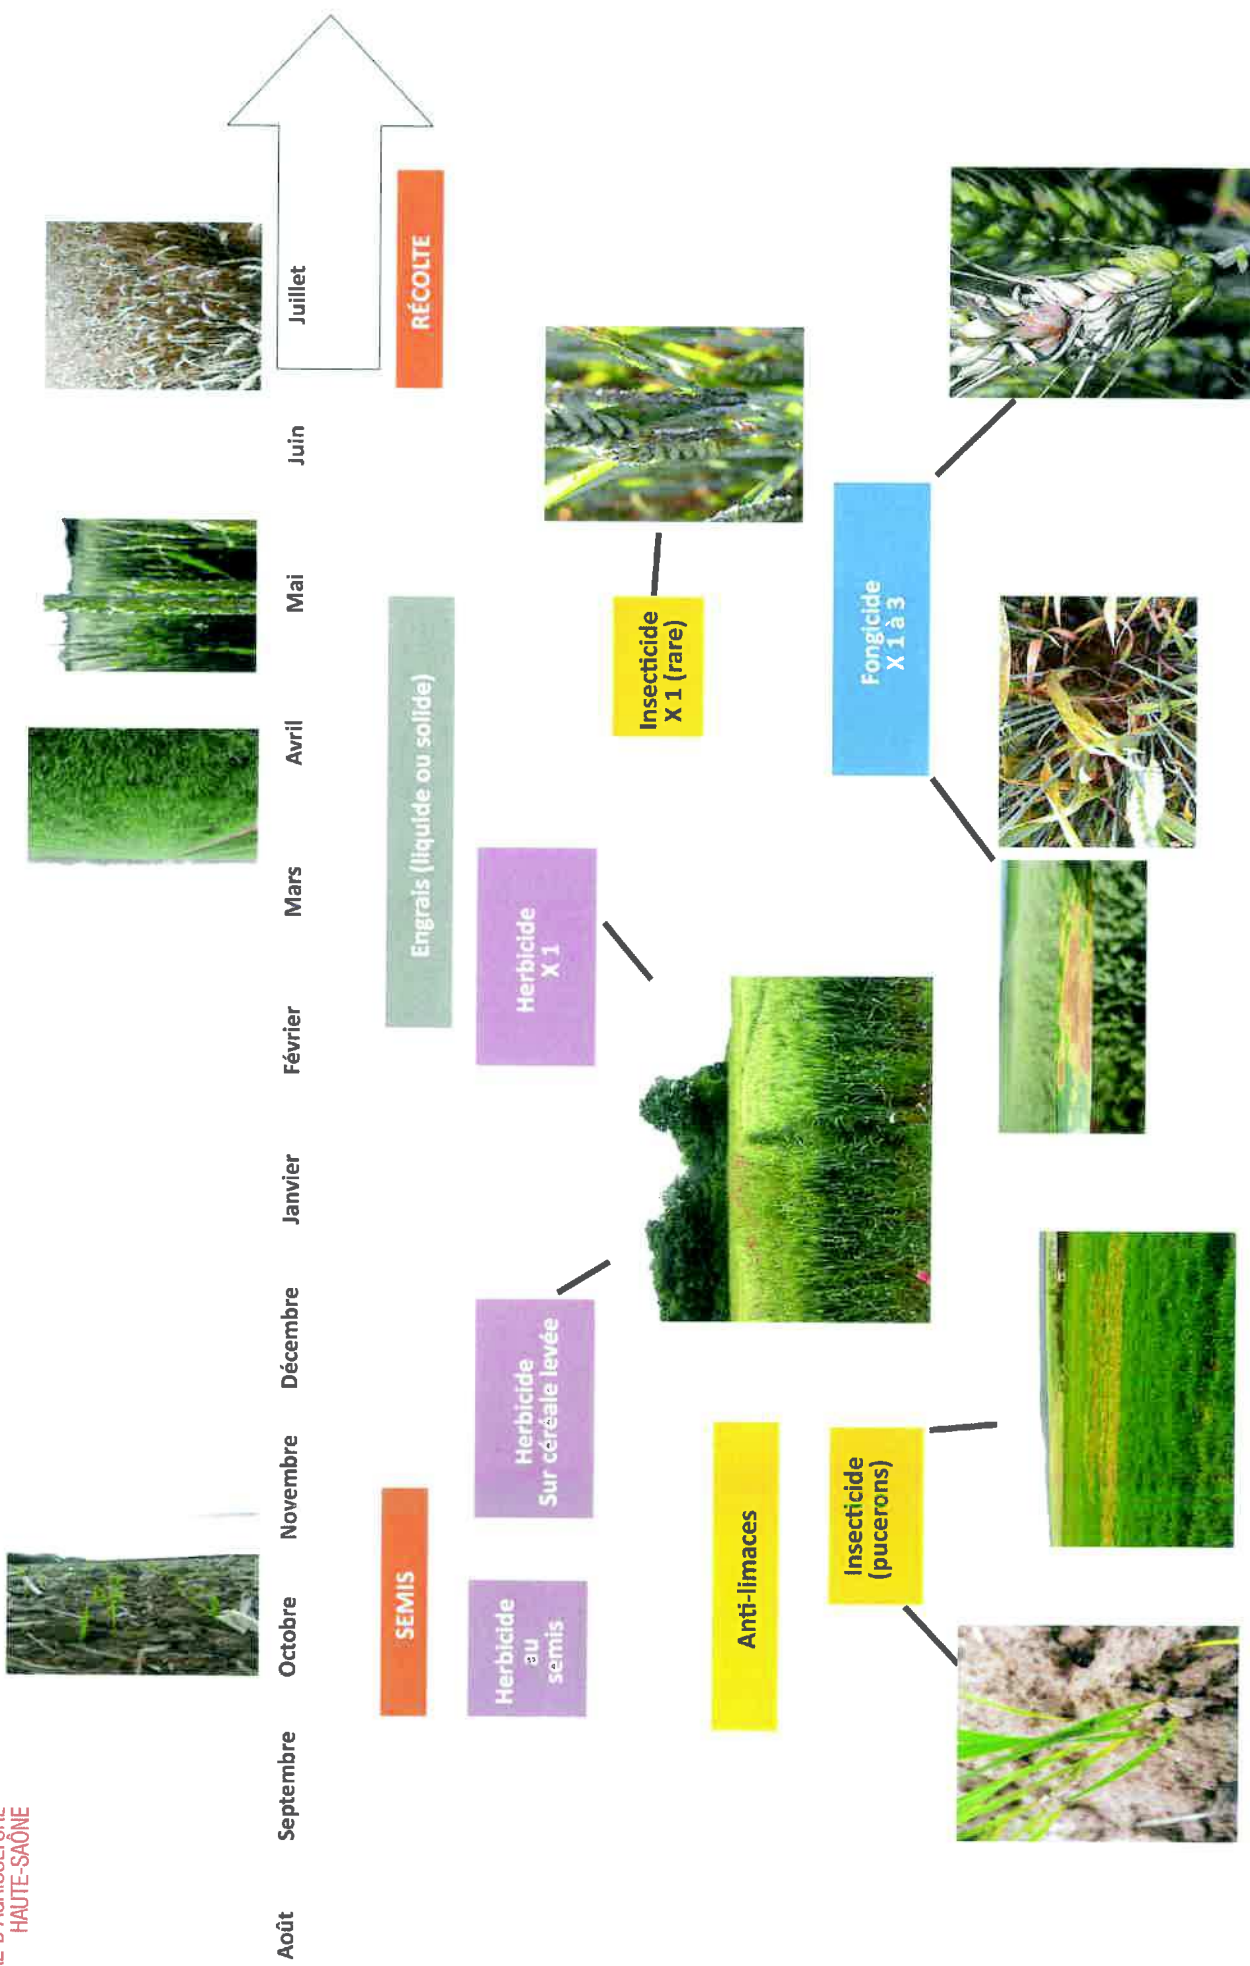 HAUTE-SAÔNE
Août
Septembre
Octobre
Novembre
Décembre
Janvier
Février
Mars
Avril
Mai
Juin
Juillet
SEMIS
RÉCOLTE
Engrais (liquide ou solide)
Herbicide
au
semis
Herbicide
Sur céréale levée
Herbicide
X 1
Anti-limaces
Insecticide
(pucerons)
Insecticide
X 1 (rare)
Fongicide
X 1 à 3